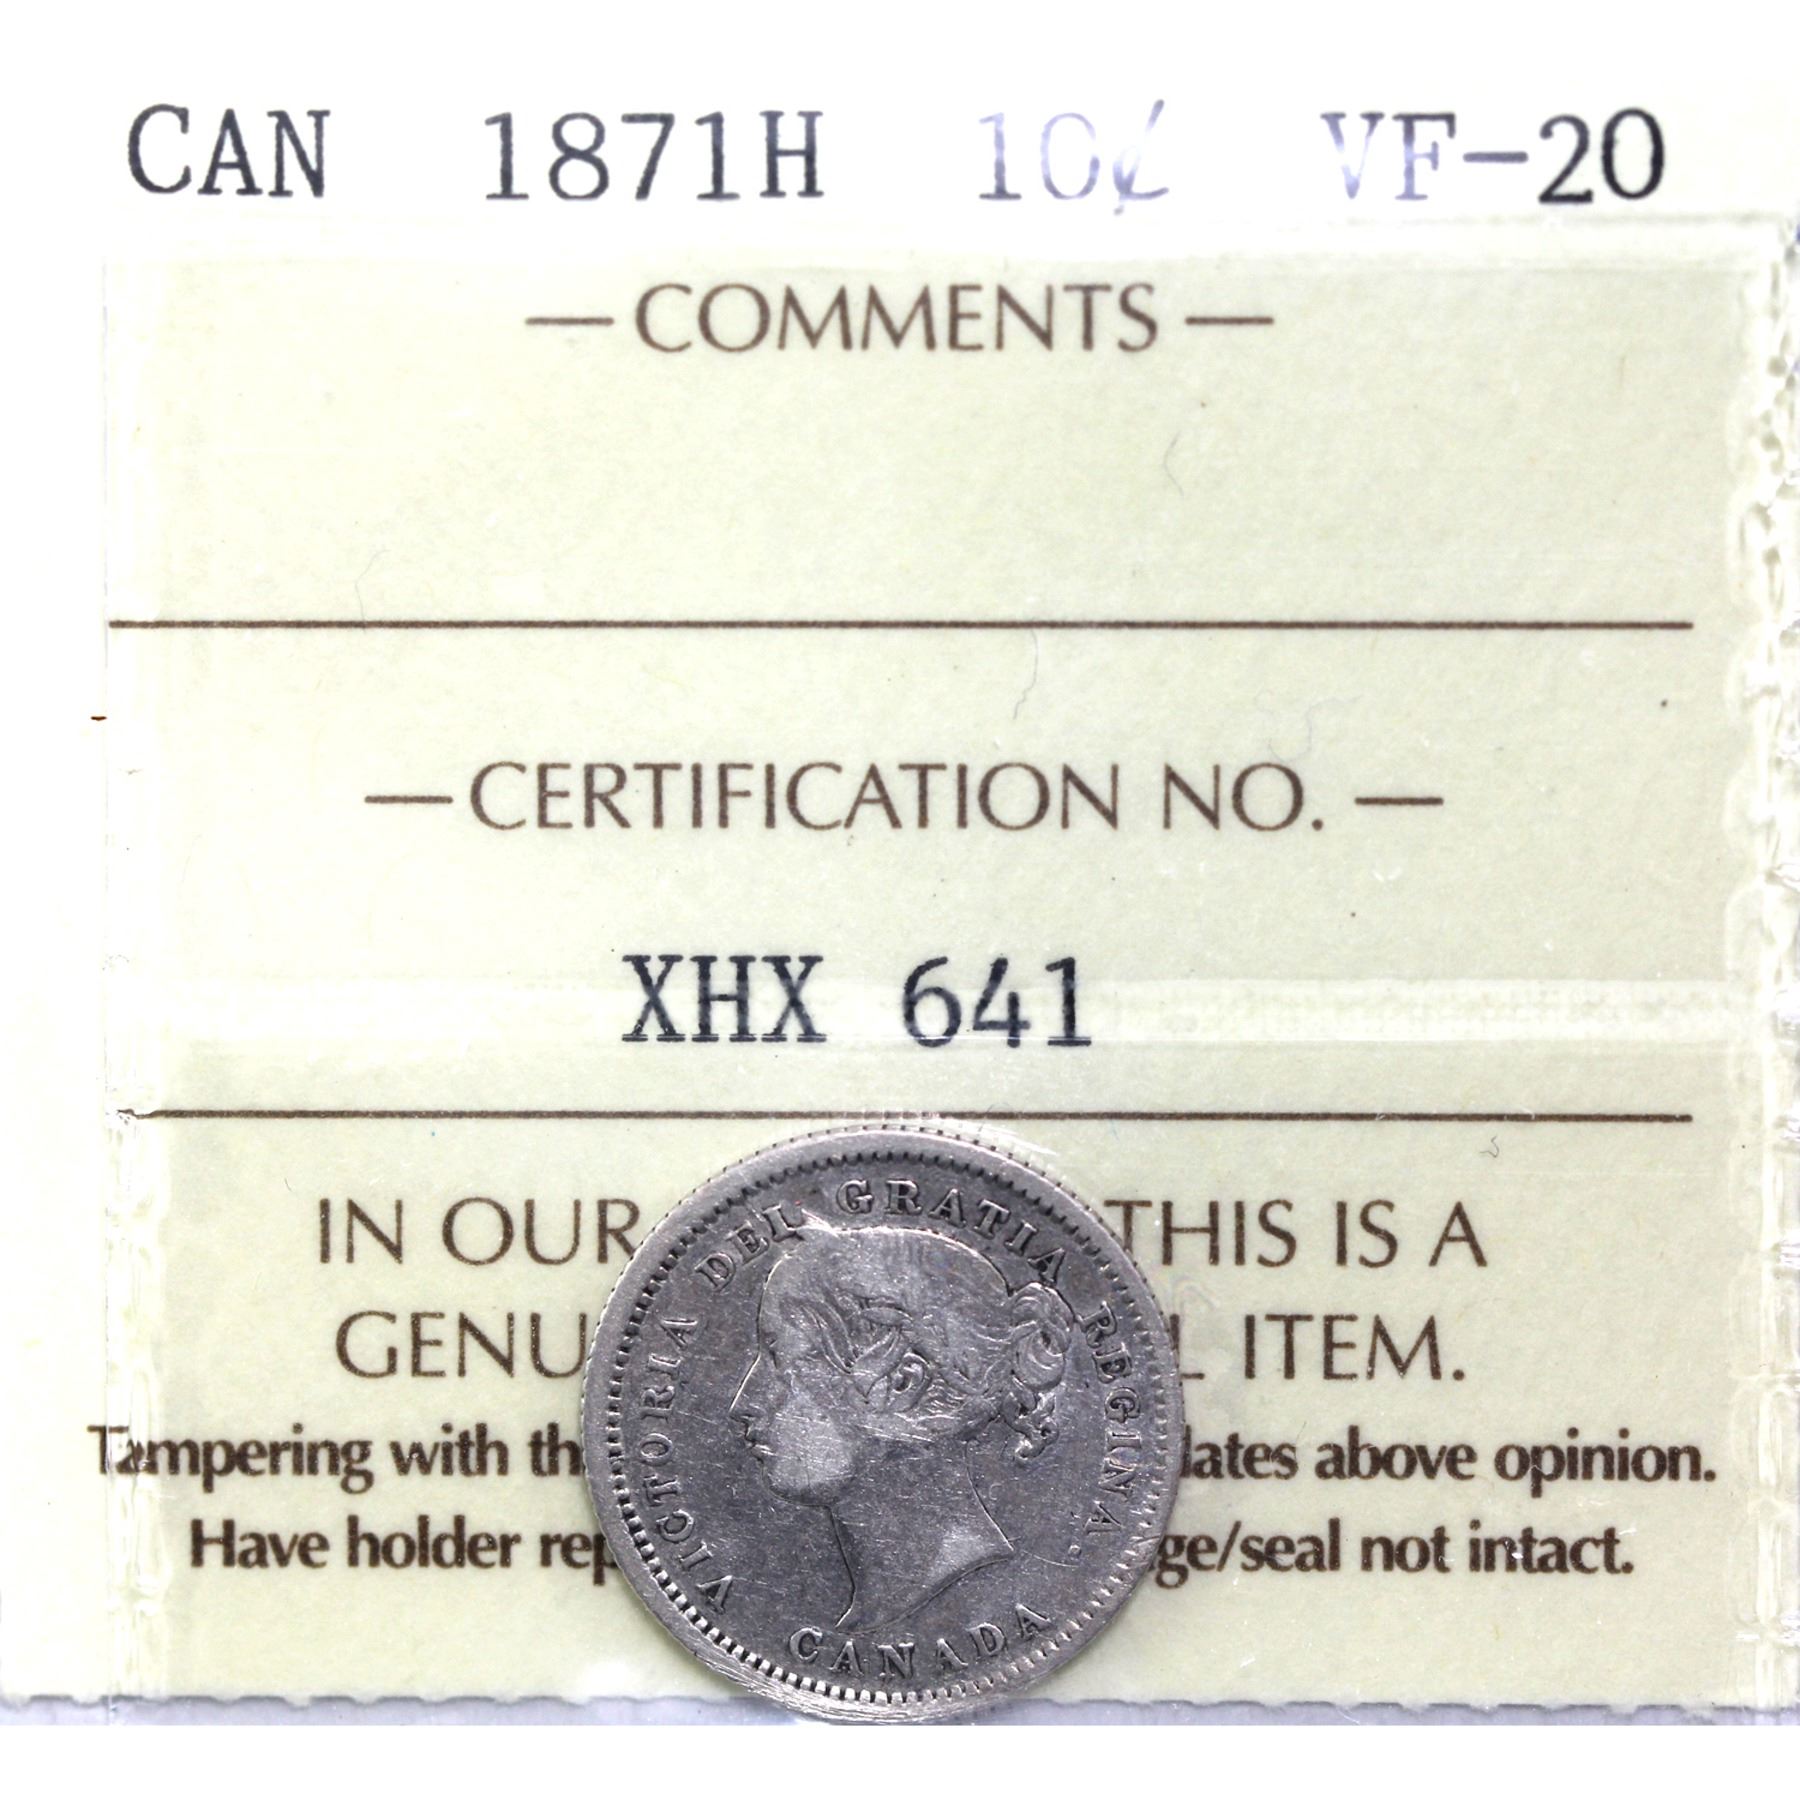 CAN 1871H 10¢ VF-20
— COMMENTS —
— CERTIFICATION NO. —
XHX 641
IN OUR THIS IS A
GENU L ITEM.
Tampering with th lates above opinion.
Have holder rep ge/seal not intact.
VICTORIA DEI GRATIA REGINA.
CANADA